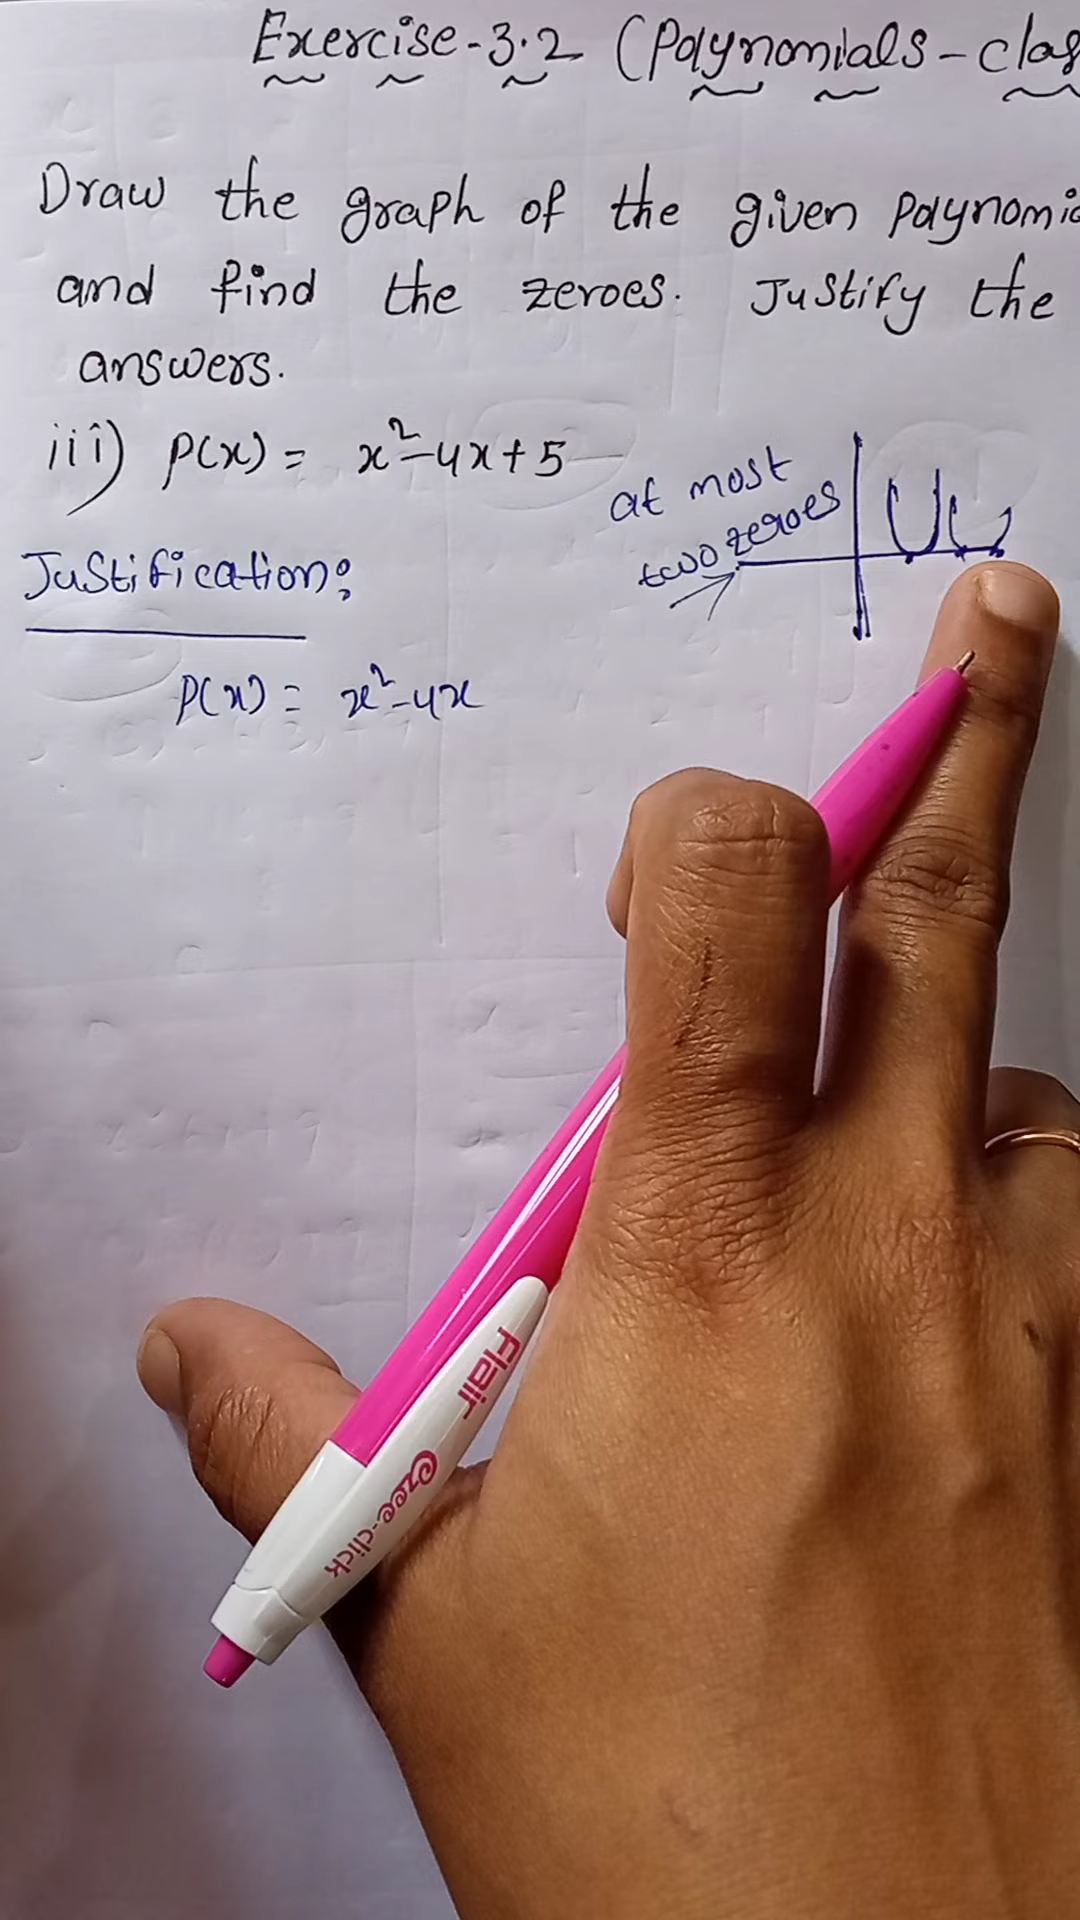 Exercise-3.2 (Polynomials-clas
Draw the graph of the given Polynomia
and find the zeroes. Justify the
answers.
iii) P(x) = x²-4x+5
at most
two zeroes
Justification:
P(x) = x²-4x
Flair
Ezee-click